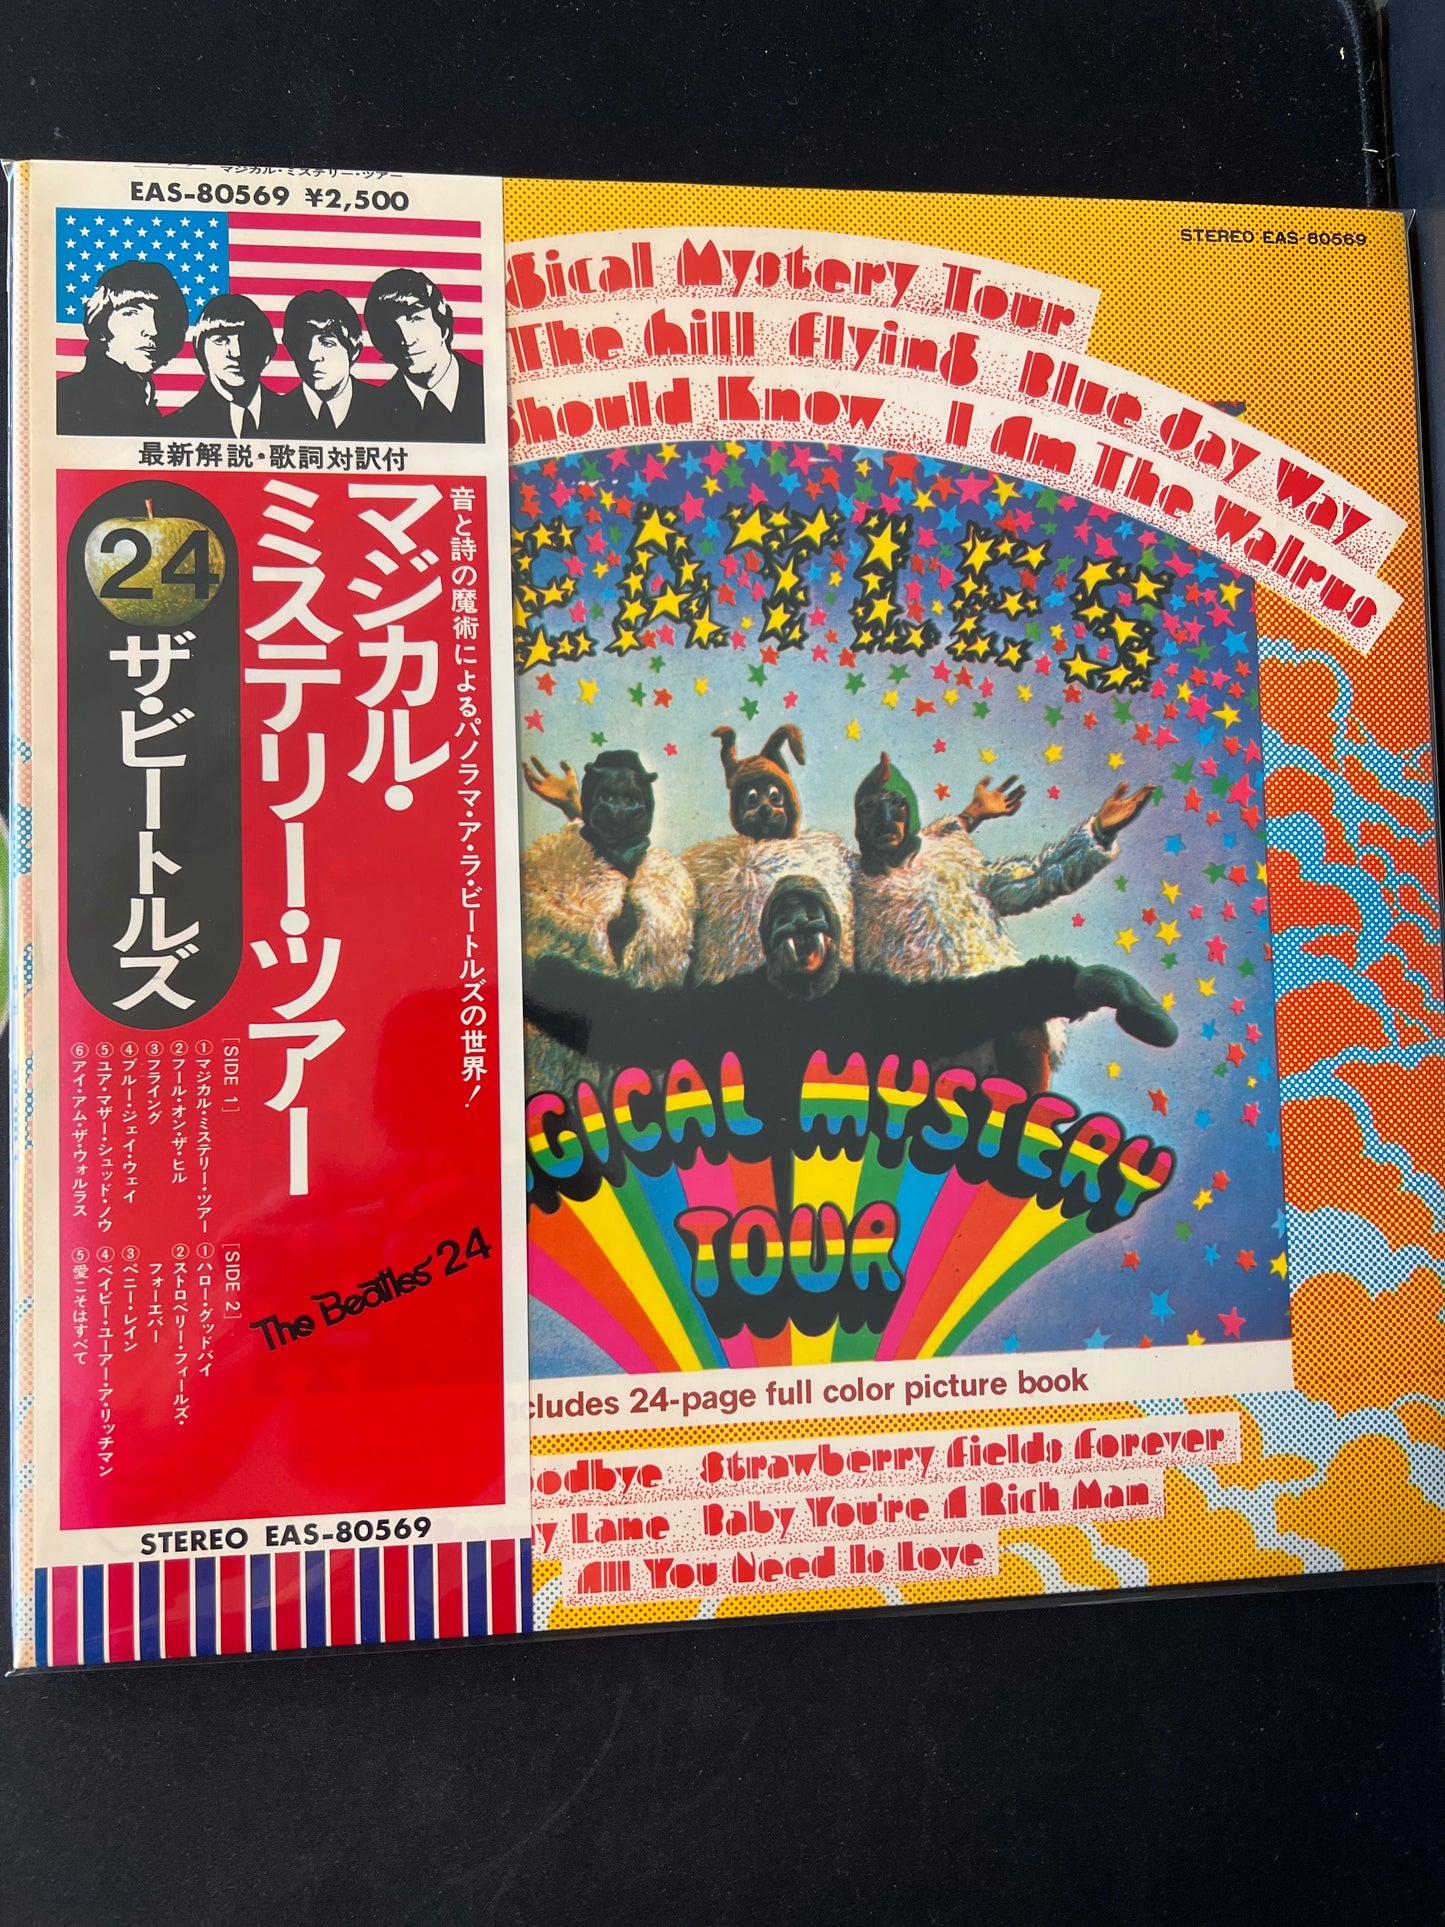 マジカル・ミステリー・ツアー
EAS-80569 ¥2,500
最新解説・歌詞対訳付
音と詩の魔術によるパノラマ・ア・ラ・ビートルズの世界!
マジカル・
ミステリー・ツアー
24
ザ・ビートルズ
[SIDE 1]
①マジカル・ミステリー・ツアー
②フール・オン・ザ・ヒル
③フライング
④ブルー・ジェイ・ウェイ
⑤ユア・マザー・シュッド・ノウ
⑥アイ・アム・ザ・ウォルラス
[SIDE 2]
①ハロー・グッドバイ
②ストロベリー・フィールズ・
フォーエバー
③ペニー・レイン
④ベイビー・ユーアー・ア・リッチマン
⑤愛こそはすべて
The Beatles 24
STEREO EAS-80569
STEREO EAS-80569
gical Mystery Tour
The Hill Flying Blue Jay Way
Should Know I Am The Walrus
EATLES
AGICAL MYSTERY
TOUR
cludes 24-page full color picture book
oodbye Strawberry Fields Forever
y Lane Baby You're A Rich Man
All You Need Is Love